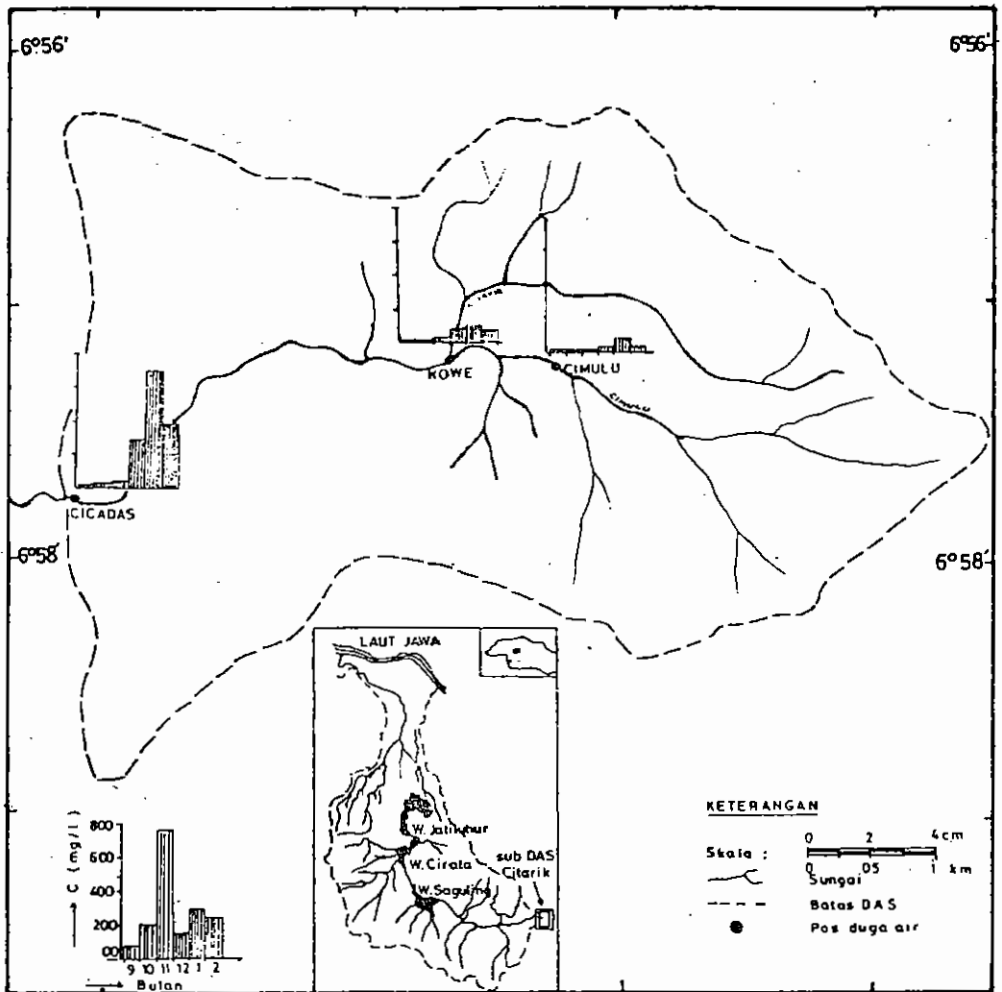 6°56'
6°56'
ROWE
CIMULU
CIMULU
CICADAS
6°58'
6°58'
LAUT JAWA
W. Jatiluhur
W. Cirata
W. Saguling
sub DAS
Citarik
C (mg/l)
800
600
400
200
00
9 10 11 12 1 2
Bulan
KETERANGAN
0 2 4 cm
Skala :
0 05 1 km
Sungai
Batas DAS
Pos duga air